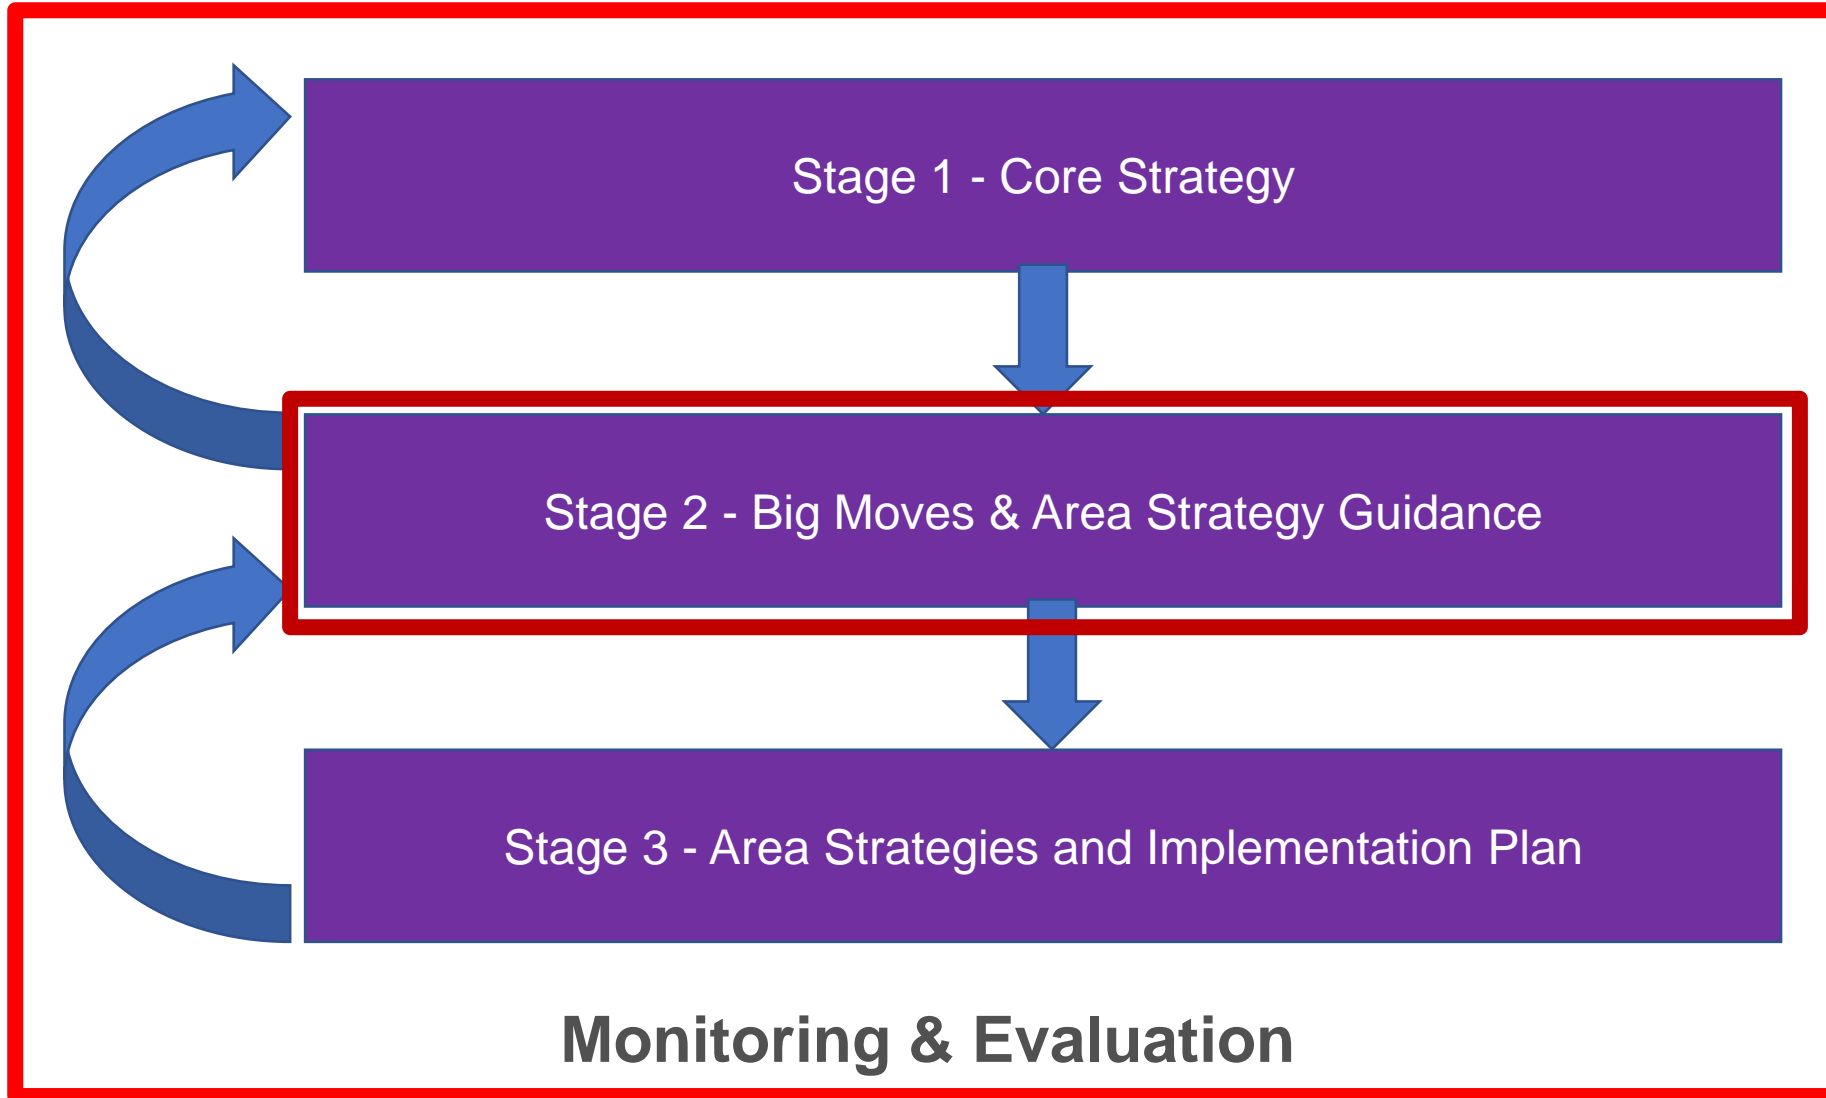 Stage 1 - Core Strategy
Stage 2 - Big Moves & Area Strategy Guidance
Stage 3 - Area Strategies and Implementation Plan
Monitoring & Evaluation